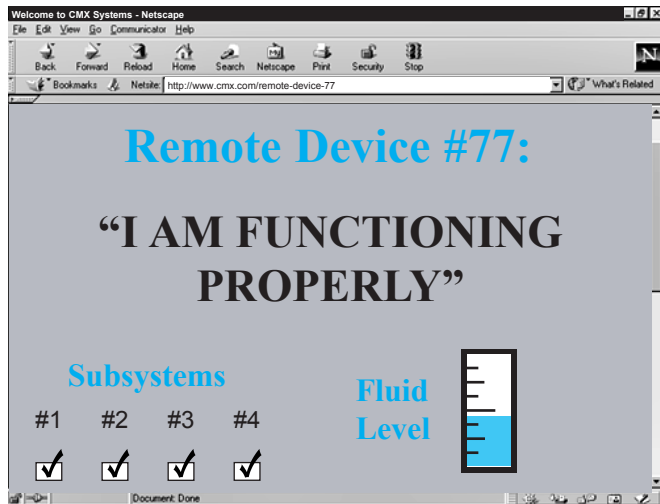 Welcome to CMX Systems - Netscape
File Edit View Go Communicator Help
Back Forward Reload Home Search Netscape Print Security Stop
My
N
Bookmarks Netsite: http://www.cmx.com/remote-device-77 What's Related
Remote Device #77:
“I AM FUNCTIONING
PROPERLY”
Subsystems
#1 #2 #3 #4
Fluid
Level
Document: Done